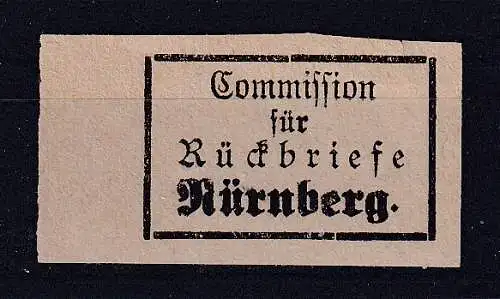 Commission
für
Rückbriefe
Nürnberg.